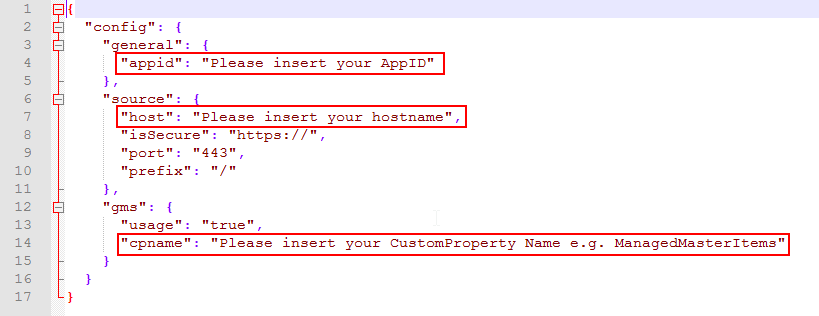 1 {
2 "config": {
3 "general": {
4 "appid": "Please insert your AppID"
5 },
6 "source": {
7 "host": "Please insert your hostname",
8 "isSecure": "https://",
9 "port": "443",
10 "prefix": "/"
11 },
12 "gms": {
13 "usage": "true",
14 "cpname": "Please insert your CustomProperty Name e.g. ManagedMasterItems"
15 }
16 }
17 }